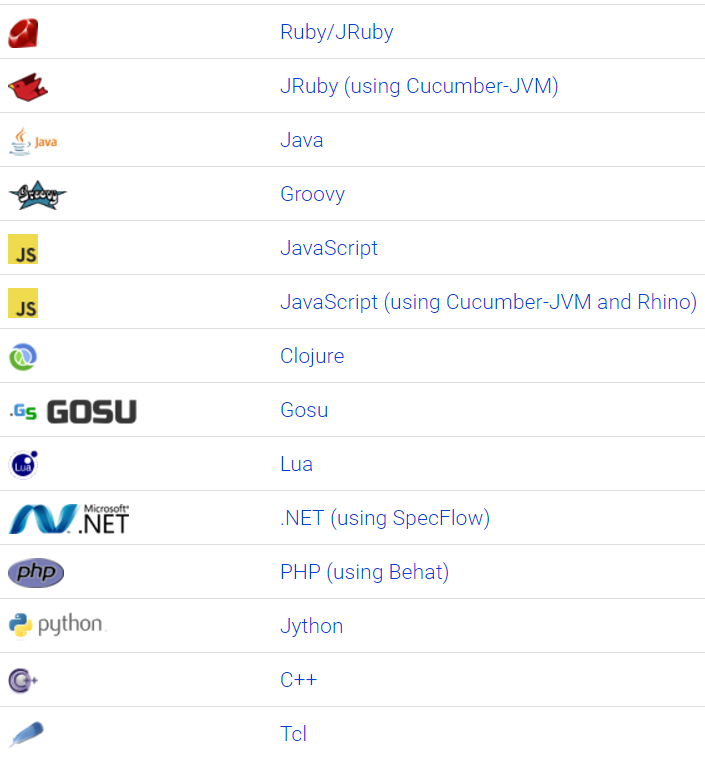 Ruby/JRuby
JRuby (using Cucumber-JVM)
Java Java
Groovy Groovy
JS JavaScript
JS JavaScript (using Cucumber-JVM and Rhino)
Clojure
.GS GOSU Gosu
Lua Lua
Microsoft® .NET .NET (using SpecFlow)
php PHP (using Behat)
python Jython
C++ C++
Tcl